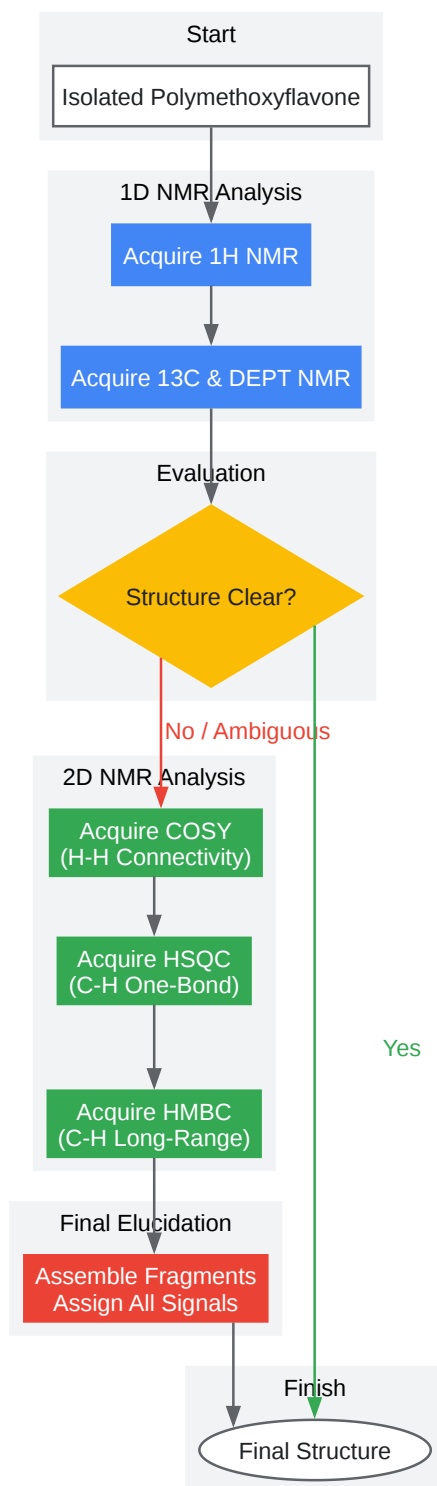 Start
Isolated Polymethoxyflavone
1D NMR Analysis
Acquire 1H NMR
Acquire 13C & DEPT NMR
Evaluation
Structure Clear?
No / Ambiguous
2D NMR Analysis
Acquire COSY
(H-H Connectivity)
Acquire HSQC
(C-H One-Bond)
Yes
Acquire HMBC
(C-H Long-Range)
Final Elucidation
Assemble Fragments
Assign All Signals
Finish
Final Structure